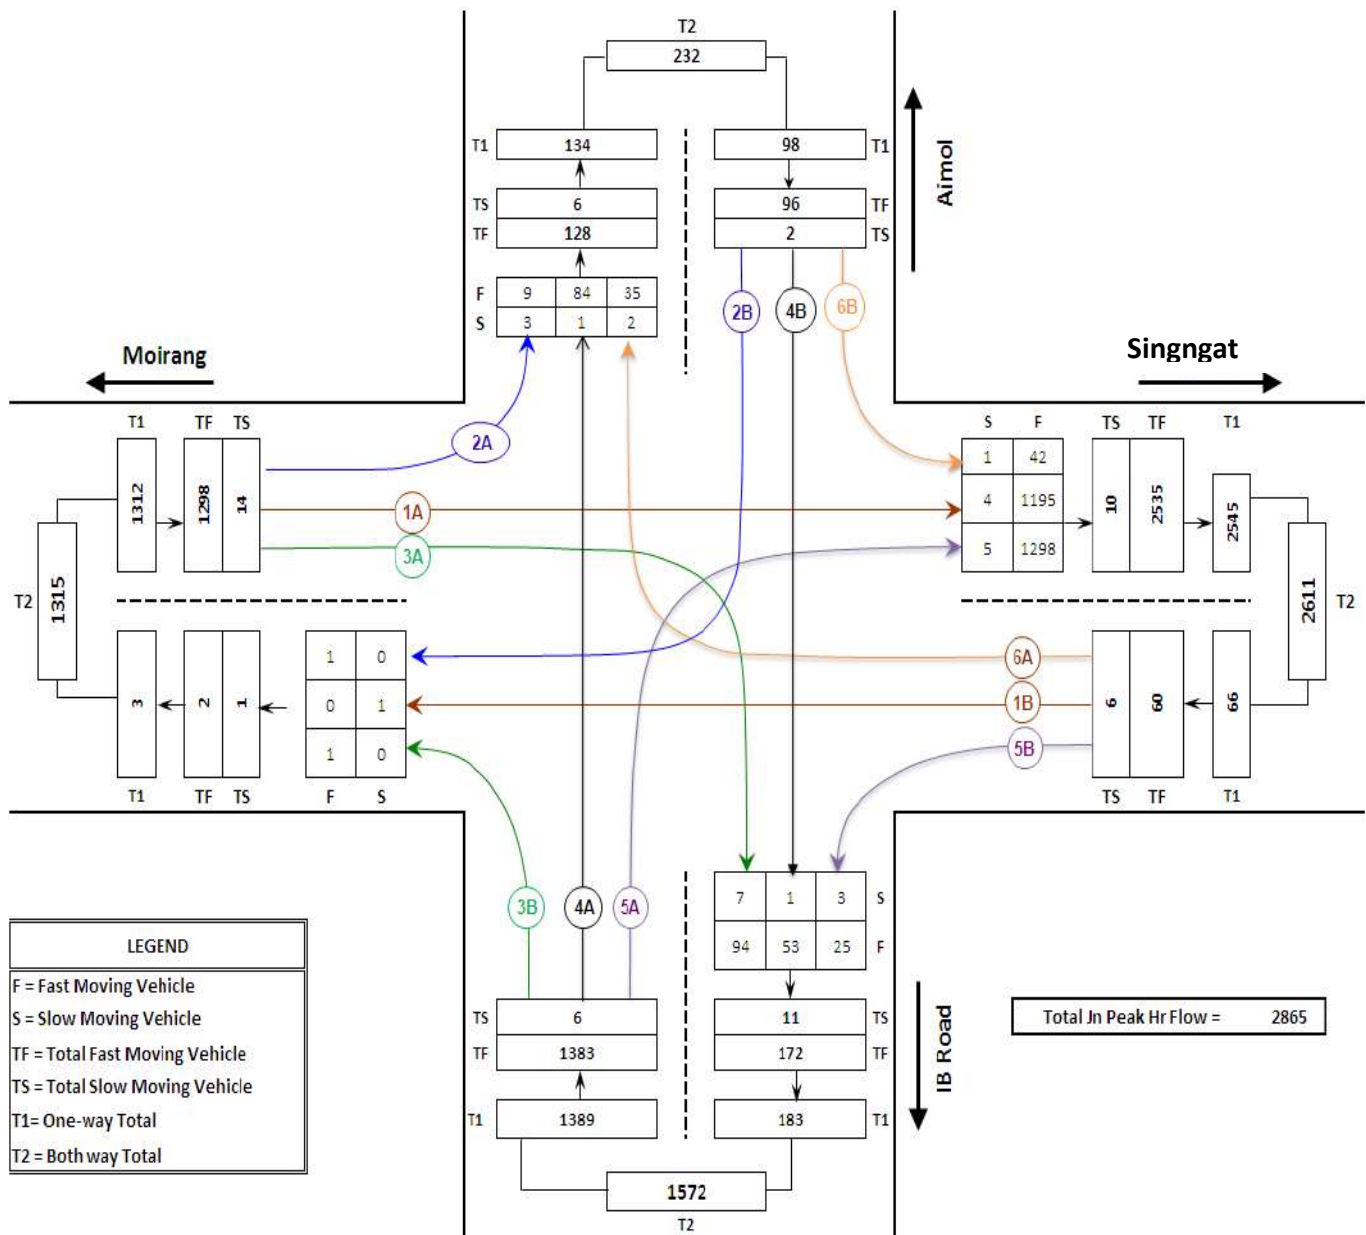 T2
232
T1 134 98 T1
TS 6 96 TF
TF 128 2 TS
F 9 84 35
S 3 1 2
2B 4B 6B
Aimol
Moirang
Singngat
T1 TF TS
S F TS TF T1
2A
1312 1298 14
1A
3A
1 42
4 1195
5 1298
10 2535 2545
T2 1315
2611 T2
1 0
0 1
1 0
3 2 1
6A
1B
5B
6 60 66
T1 TF TS F S
TS TF T1
3B 4A 5A
7 1 3 S
94 53 25 F
LEGEND
F = Fast Moving Vehicle
S = Slow Moving Vehicle
TF = Total Fast Moving Vehicle
TS = Total Slow Moving Vehicle
T1= One-way Total
T2 = Both way Total
TS 6 11 TS
TF 1383 172 TF
T1 1389 183 T1
IB Road
Total Jn Peak Hr Flow = 2865
1572
T2